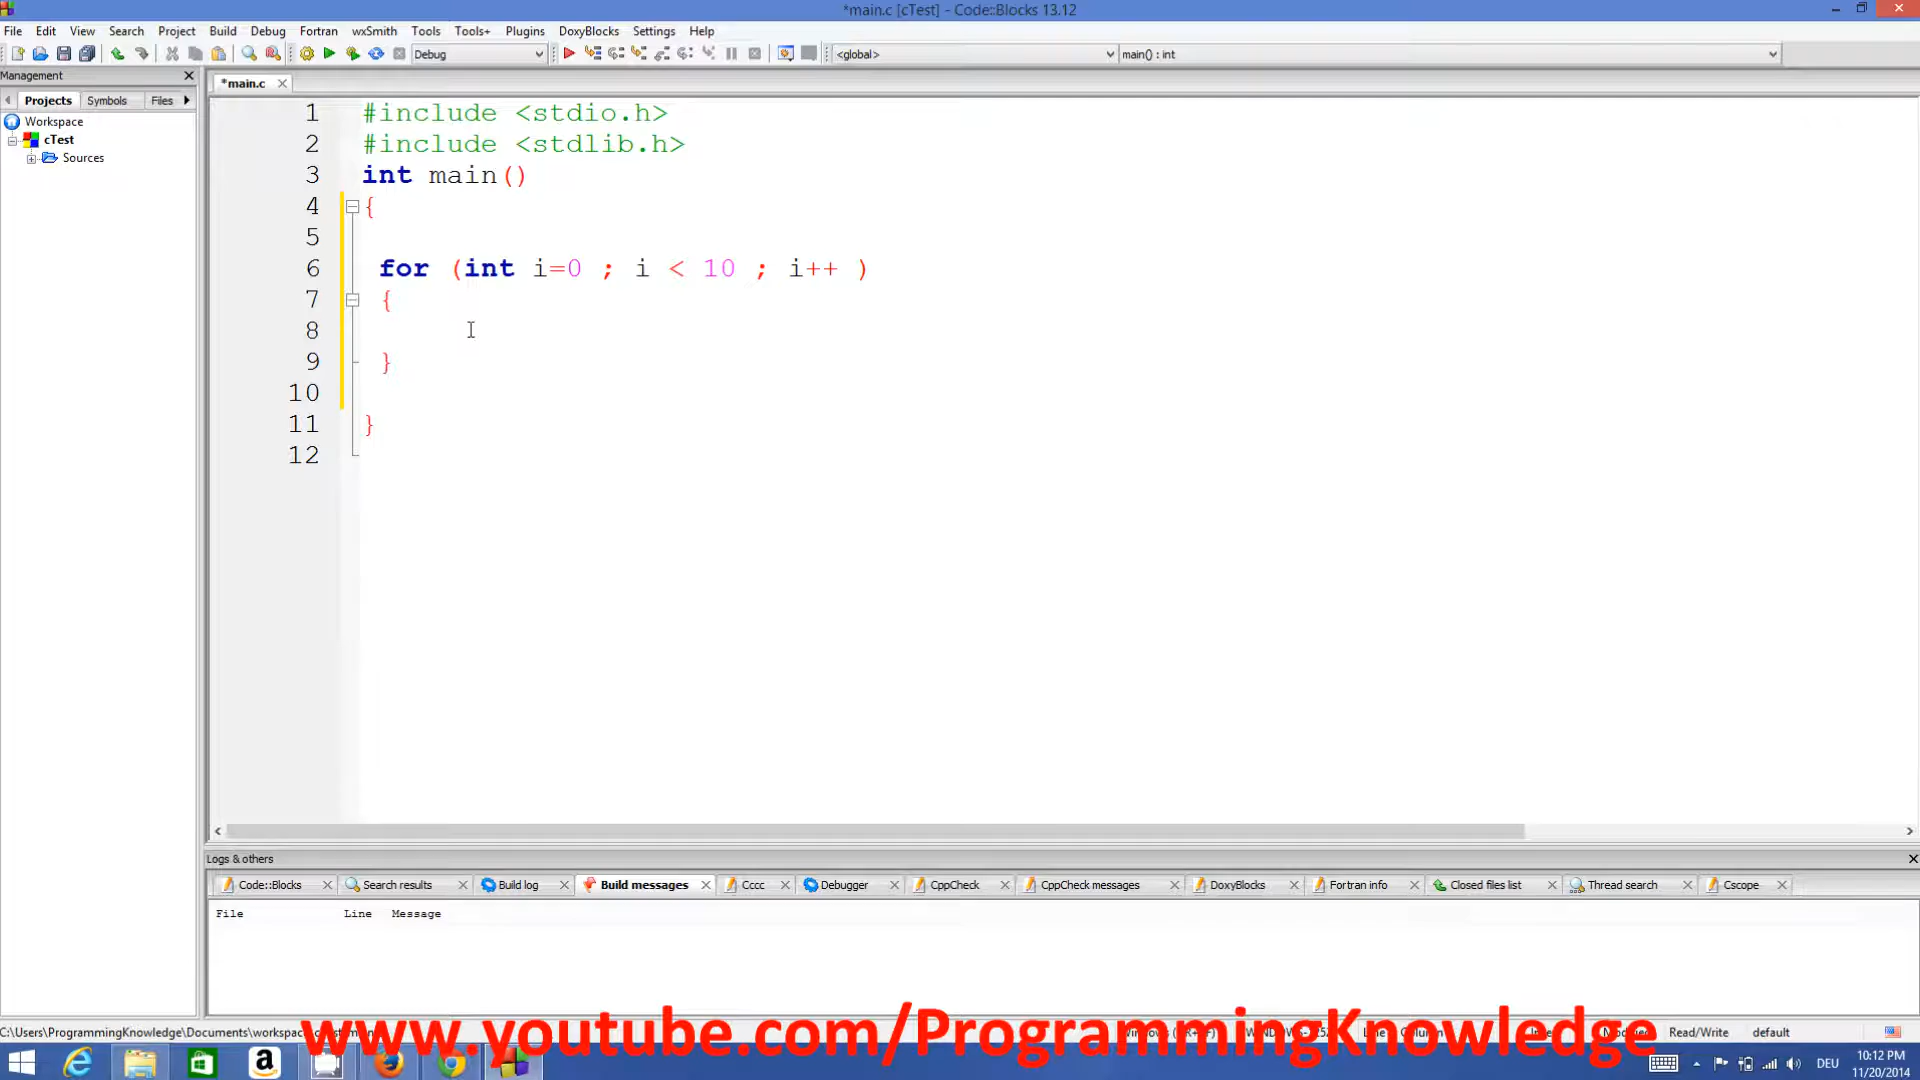 *main.c [cTest] - Code::Blocks 13.12
File Edit View Search Project Build Debug Fortran wxSmith Tools Tools+ Plugins DoxyBlocks Settings Help
Debug <global> main() : int
Management
*main.c
Projects Symbols Files
Workspace
cTest
Sources
1 #include <stdio.h>
2 #include <stdlib.h>
3 int main()
4 {
5
6 for (int i=0 ; i < 10 ; i++ )
7 {
8
9 }
10
11 }
12
Logs & others
Code::Blocks Search results Build log Build messages Cccc Debugger CppCheck CppCheck messages DoxyBlocks Fortran info Closed files list Thread search Cscope
File Line Message
www.youtube.com/ProgrammingKnowledge
C:\Users\ProgrammingKnowledge\Documents\workspac Read/Write default
DEU 10:12 PM
11/20/2014